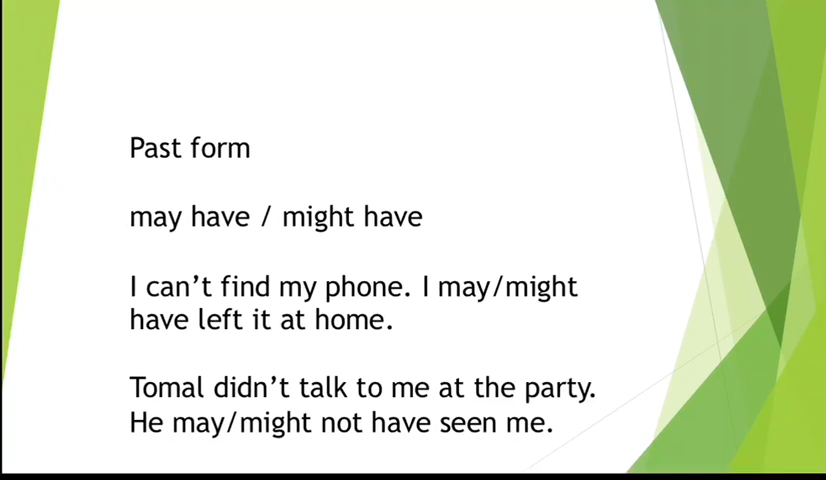 Past form
may have / might have
I can’t find my phone. I may/might
have left it at home.
Tomal didn’t talk to me at the party.
He may/might not have seen me.